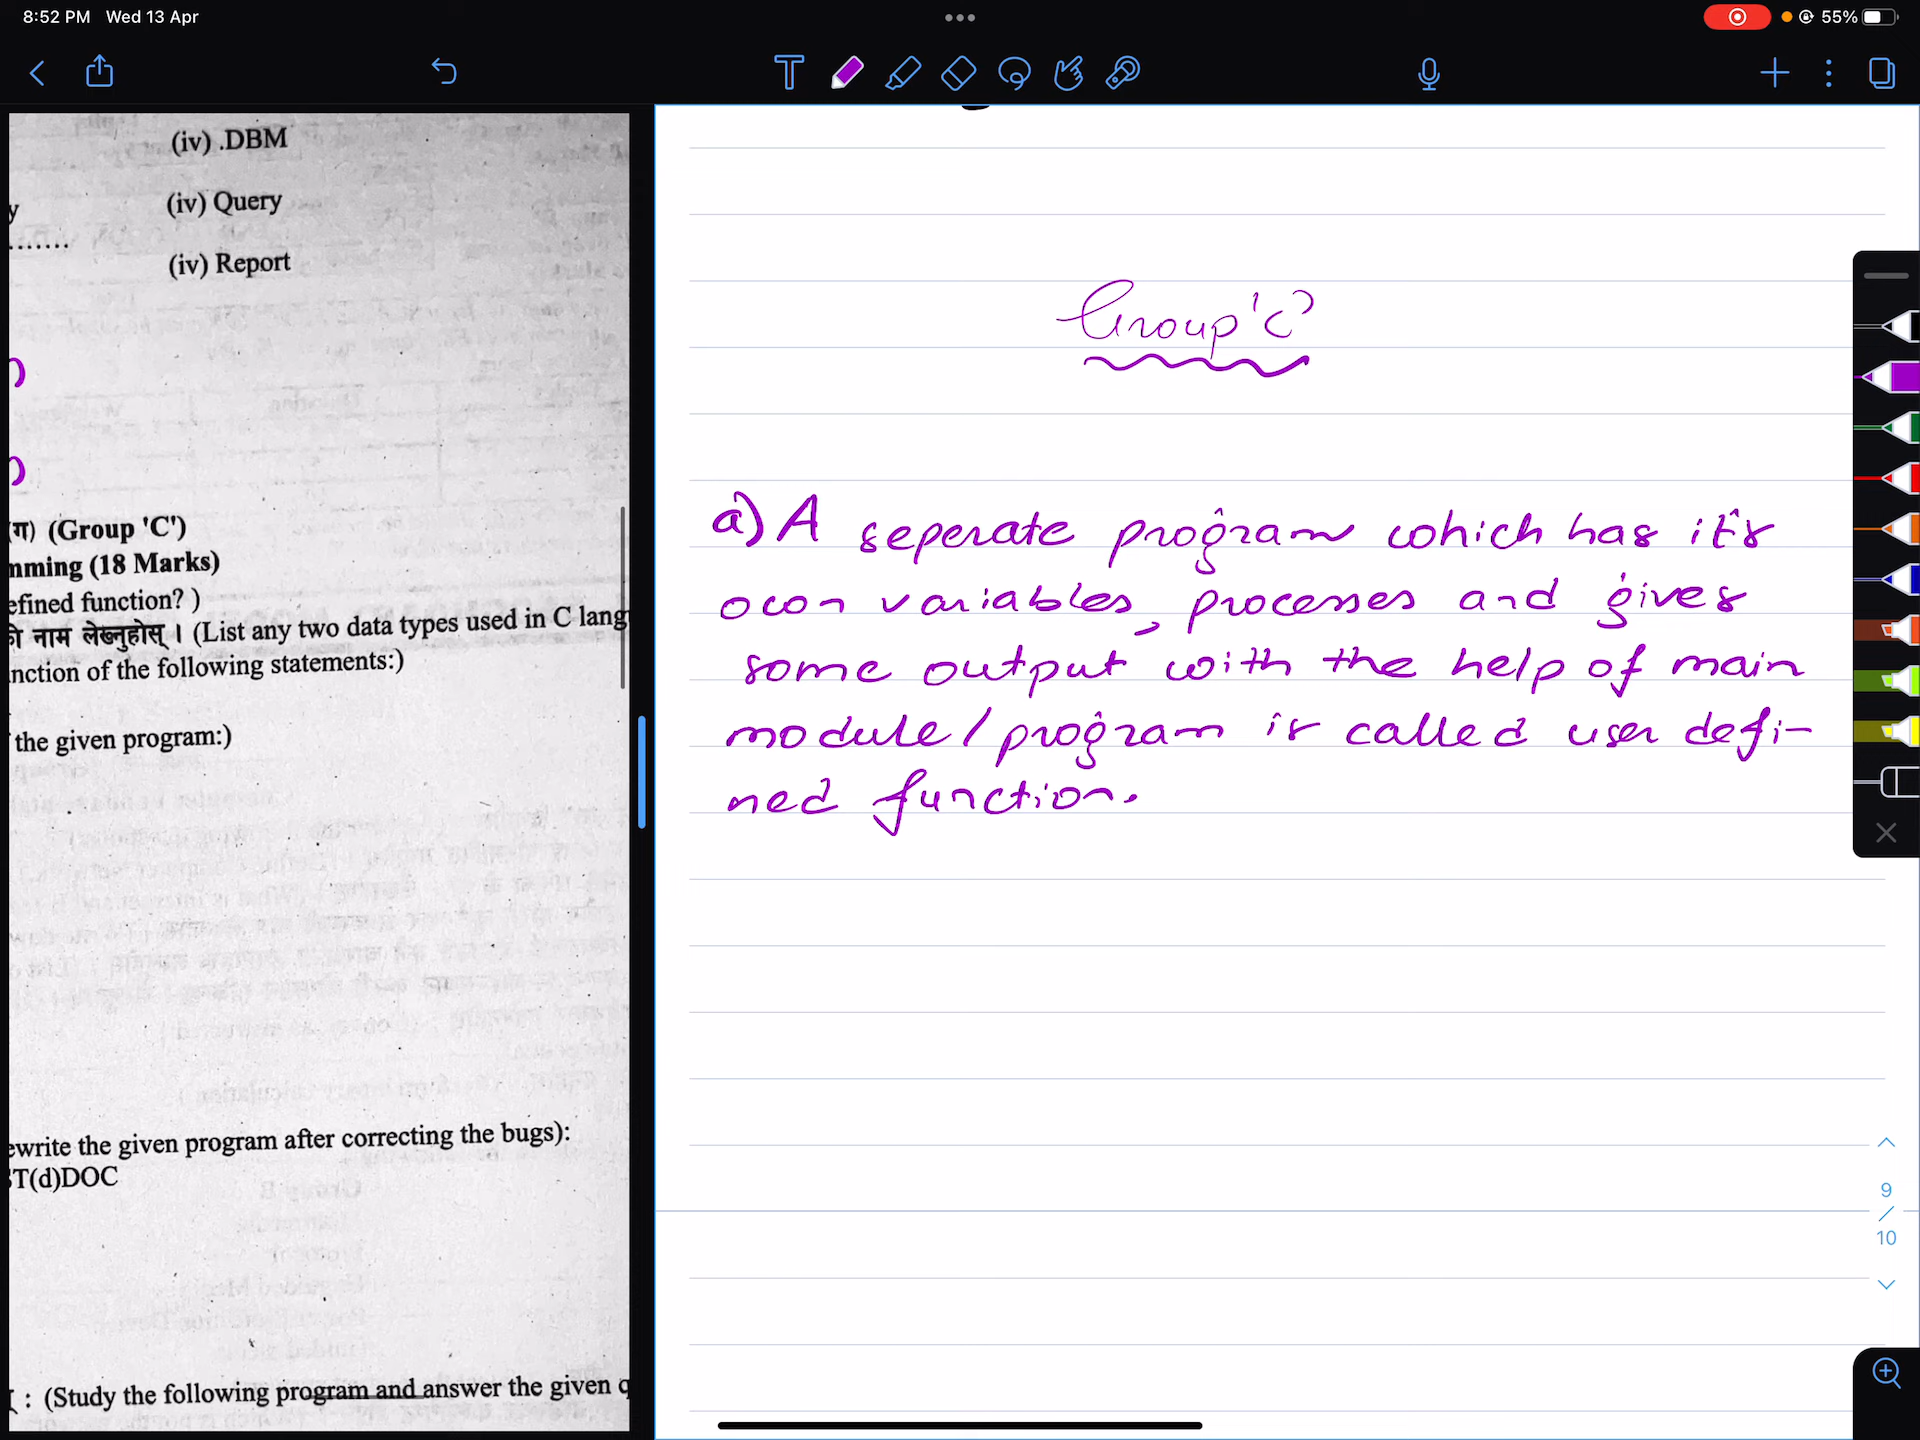 8:52 PM Wed 13 Apr
55%
(iv) .DBM
y
(iv) Query
.......
(iv) Report
(ग) (Group 'C')
mming (18 Marks)
efined function? )
को नाम लेख्नुहोस् । (List any two data types used in C lang
nction of the following statements:)
the given program:)
ewrite the given program after correcting the bugs):
ST(d)DOC
: (Study the following program and answer the given q
Group 'C'
a) A seperate program which has it's
own variables, processes and gives
some output with the help of main
module/program is called user defi-
ned function.
9
/
10